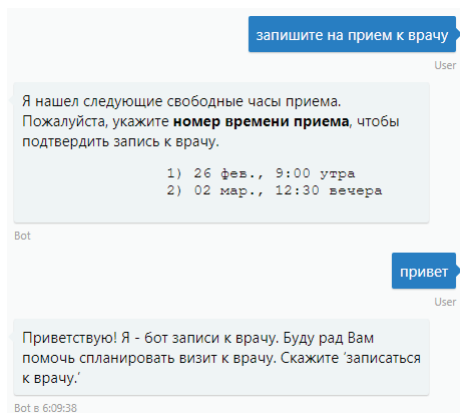 запишите на прием к врачу
User
Я нашел следующие свободные часы приема.
Пожалуйста, укажите номер времени приема, чтобы
подтвердить запись к врачу.
1) 26 фев., 9:00 утра
2) 02 мар., 12:30 вечера
Bot
привет
User
Приветствую! Я - бот записи к врачу. Буду рад Вам
помочь спланировать визит к врачу. Скажите ‘записаться
к врачу.’
Bot в 6:09:38